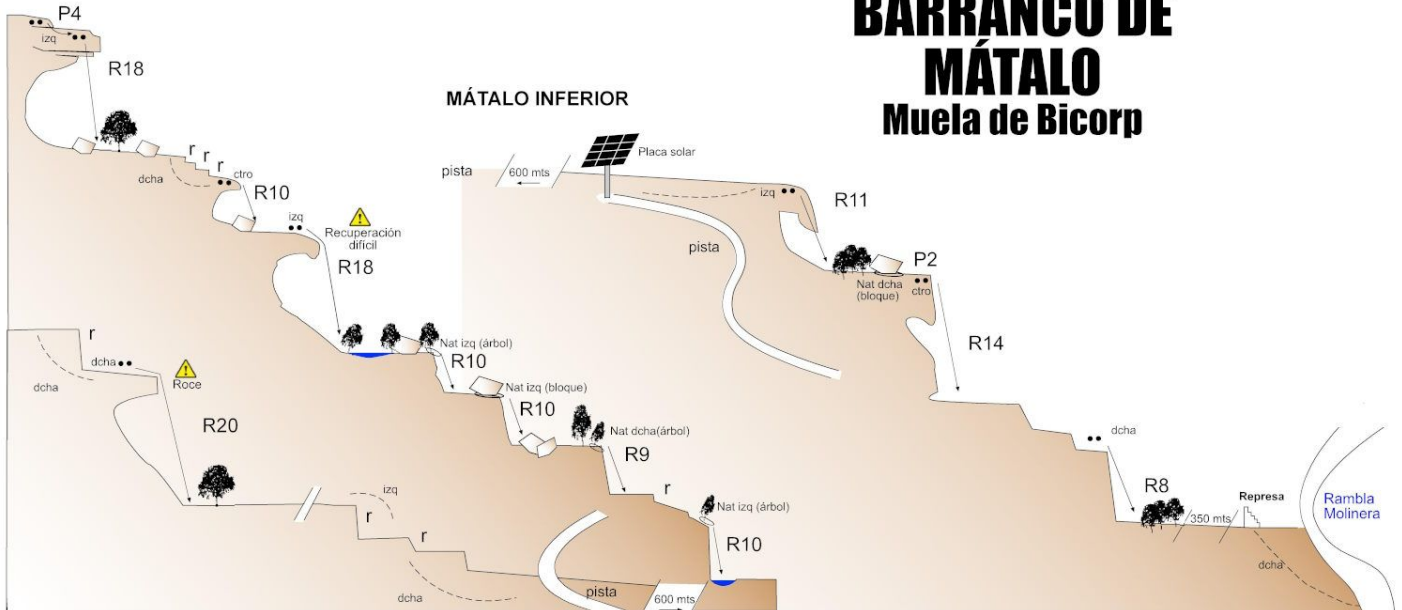 BARRANCO DE
MÁTALO
Muela de Bicorp
P4
izq
R18
r
r
r
dcha
ctro
R10
izq
Recuperación
difícil
R18
Nat izq (árbol)
R10
Nat izq (bloque)
R10
Nat dcha(árbol)
R9
r
Nat izq (árbol)
R10
r
dcha
dcha
Roce
R20
izq
r
r
dcha
pista
600 mts
MÁTALO INFERIOR
pista
600 mts
Placa solar
pista
izq
R11
Nat dcha
(bloque)
P2
ctro
R14
dcha
R8
350 mts
Represa
dcha
Rambla
Molinera